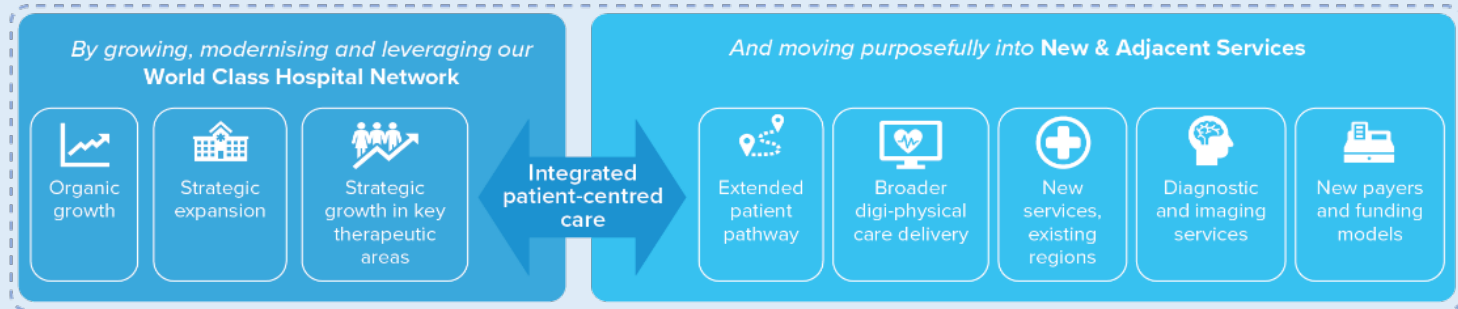 By growing, modernising and leveraging our
World Class Hospital Network
Organic
growth
Strategic
expansion
Strategic
growth in key
therapeutic
areas
Integrated
patient-centred
care
And moving purposefully into New & Adjacent Services
Extended
patient
pathway
Broader
digi-physical
care delivery
New
services,
existing
regions
Diagnostic
and imaging
services
New payers
and funding
models